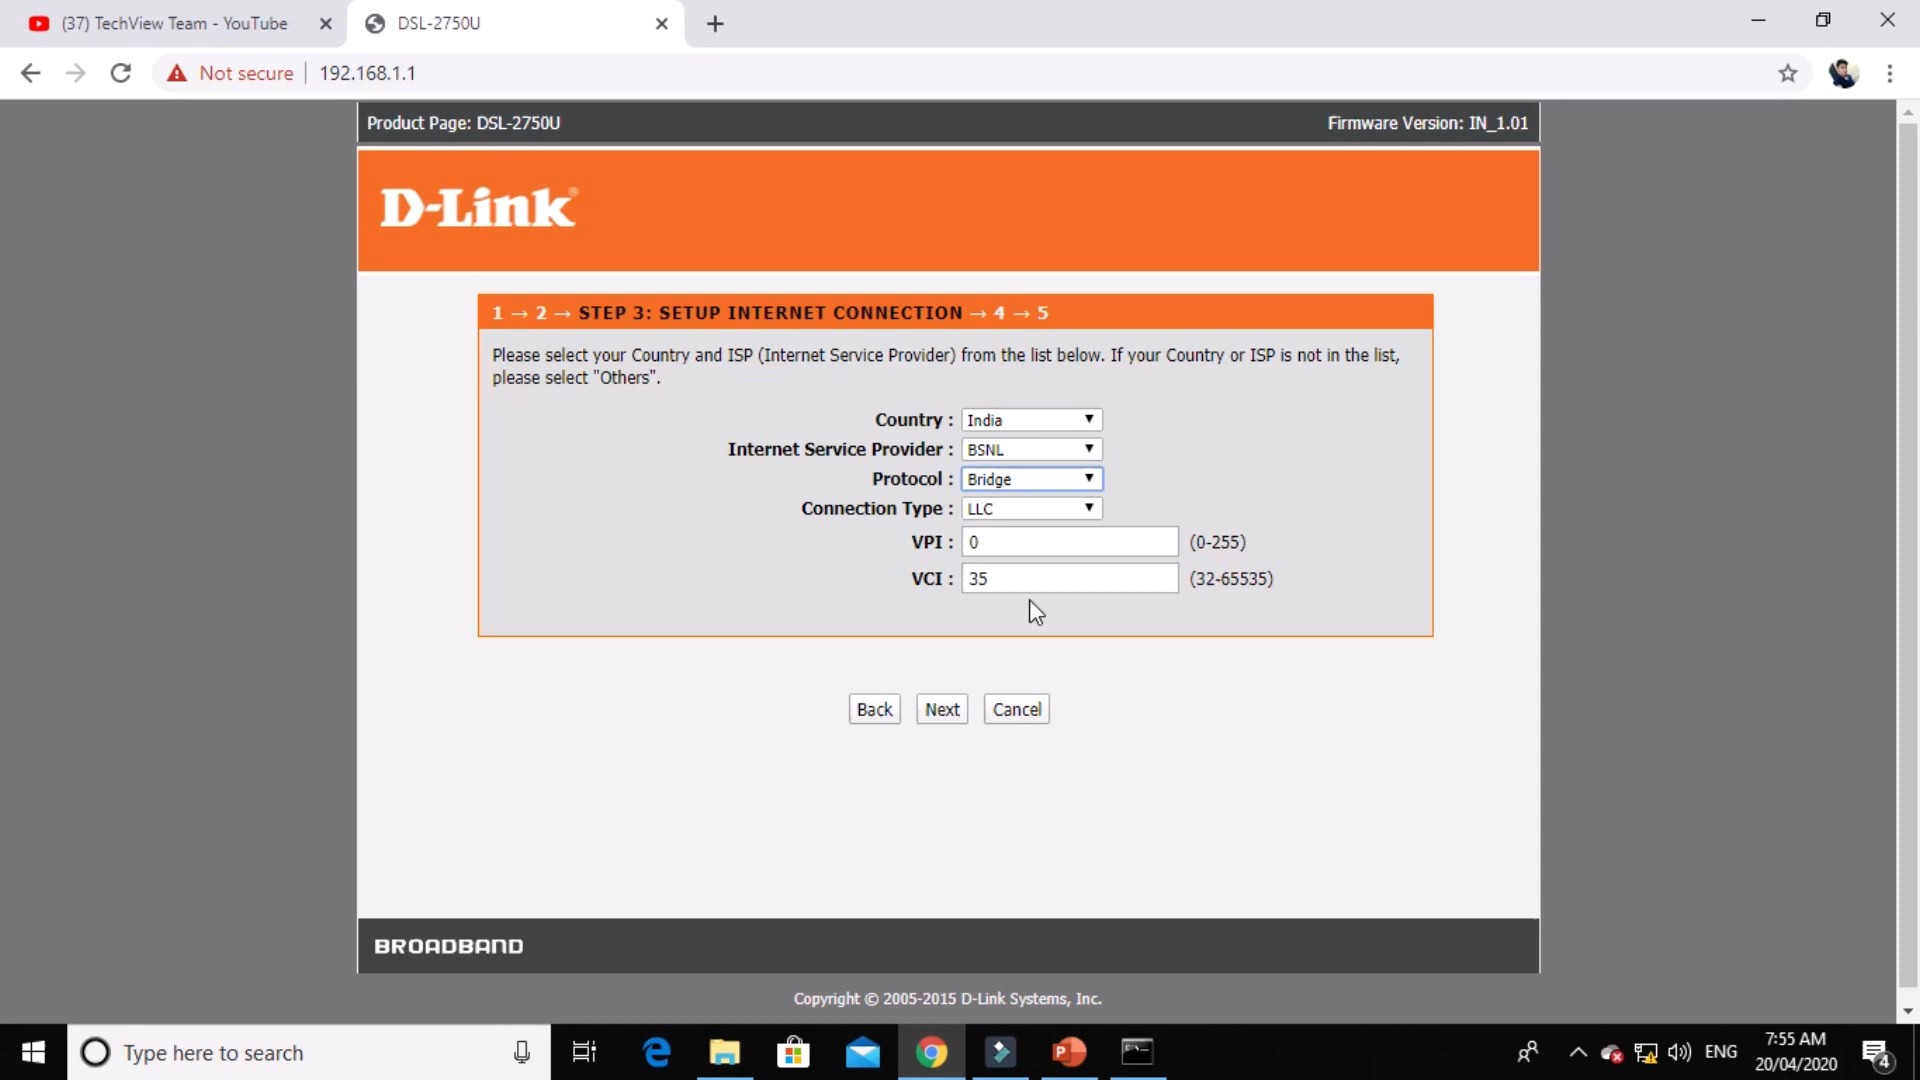 (37) TechView Team - YouTube
DSL-2750U
Not secure
192.168.1.1
Product Page: DSL-2750U
Firmware Version: IN_1.01
D-Link®
1 → 2 → STEP 3: SETUP INTERNET CONNECTION → 4 → 5
Please select your Country and ISP (Internet Service Provider) from the list below. If your Country or ISP is not in the list,
please select "Others".
Country : India
Internet Service Provider : BSNL
Protocol : Bridge
Connection Type : LLC
VPI : 0 (0-255)
VCI : 35 (32-65535)
Back Next Cancel
BROADBAND
Copyright © 2005-2015 D-Link Systems, Inc.
Type here to search
ENG
7:55 AM
20/04/2020
4